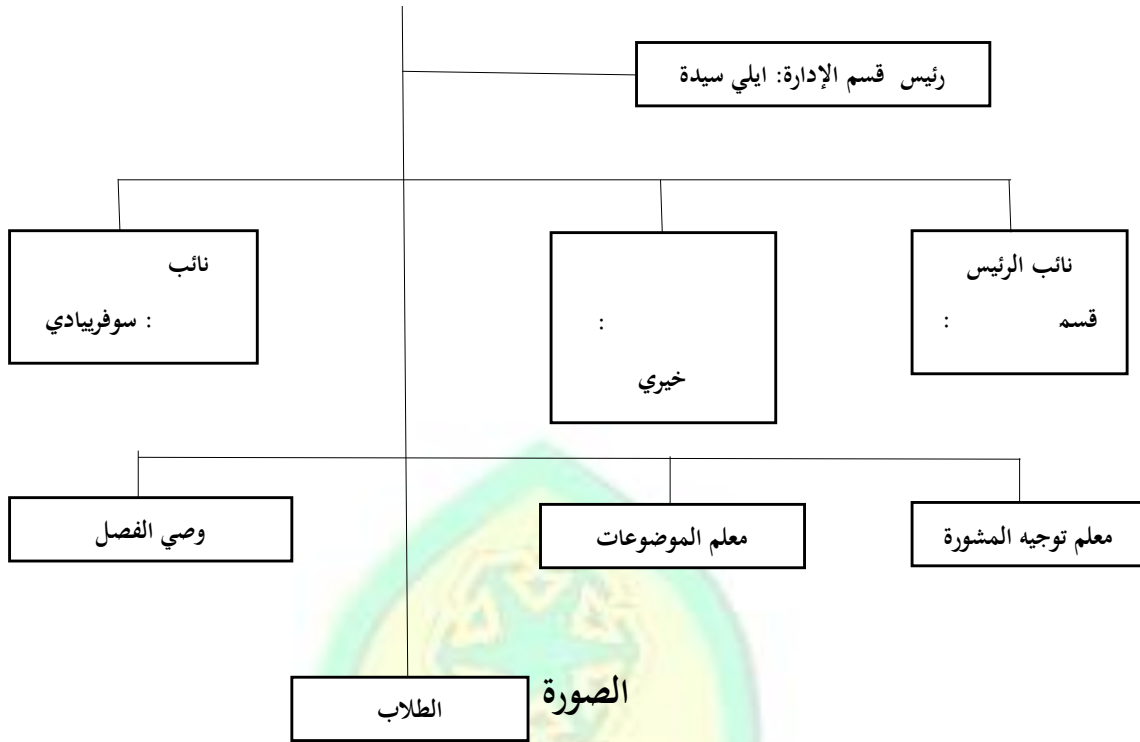 رئيس قسم الإدارة: ايلي سيدة
نائب الرئيس
قسم :
:
خيري
نائب
: سوفرييادي
معلم توجيه المشورة
معلم الموضوعات
وصي الفصل
الصورة
الطلاب